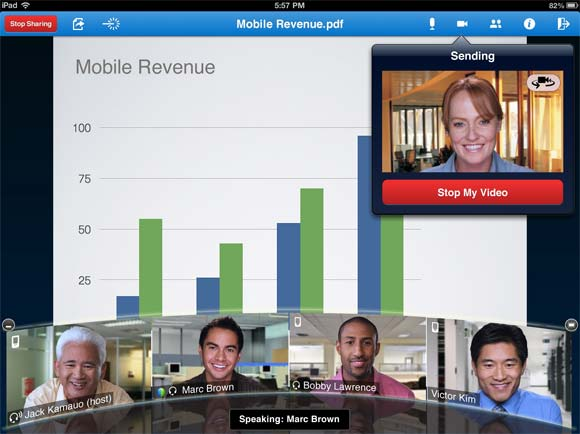 iPad
5:57 PM
82%
Stop Sharing
Mobile Revenue.pdf
Sending
Stop My Video
Mobile Revenue
100
75
50
25
Jack Kamauo (host)
Marc Brown
Bobby Lawrence
Victor Kim
Speaking: Marc Brown